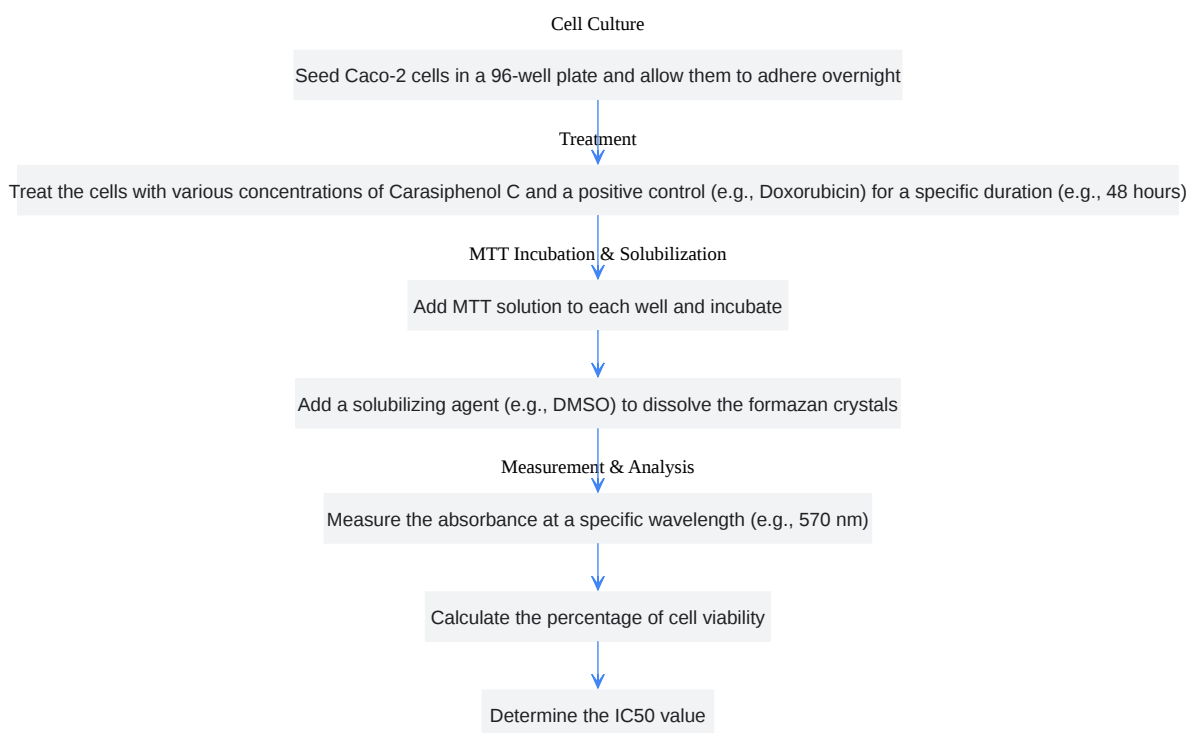 Cell Culture
Seed Caco-2 cells in a 96-well plate and allow them to adhere overnight
Treatment
Treat the cells with various concentrations of Carasiphenol C and a positive control (e.g., Doxorubicin) for a specific duration (e.g., 48 hours)
MTT Incubation & Solubilization
Add MTT solution to each well and incubate
Add a solubilizing agent (e.g., DMSO) to dissolve the formazan crystals
Measurement & Analysis
Measure the absorbance at a specific wavelength (e.g., 570 nm)
Calculate the percentage of cell viability
Determine the IC50 value